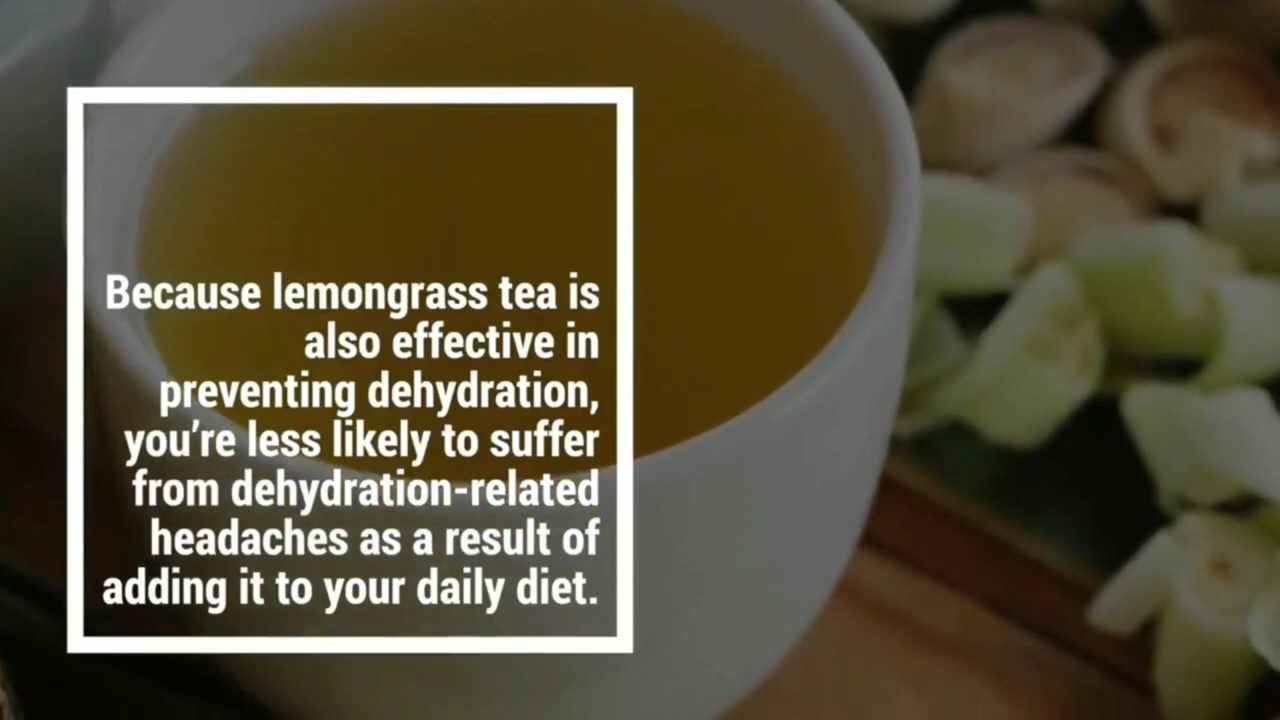 Because lemongrass tea is
also effective in
preventing dehydration,
you’re less likely to suffer
from dehydration-related
headaches as a result of
adding it to your daily diet.